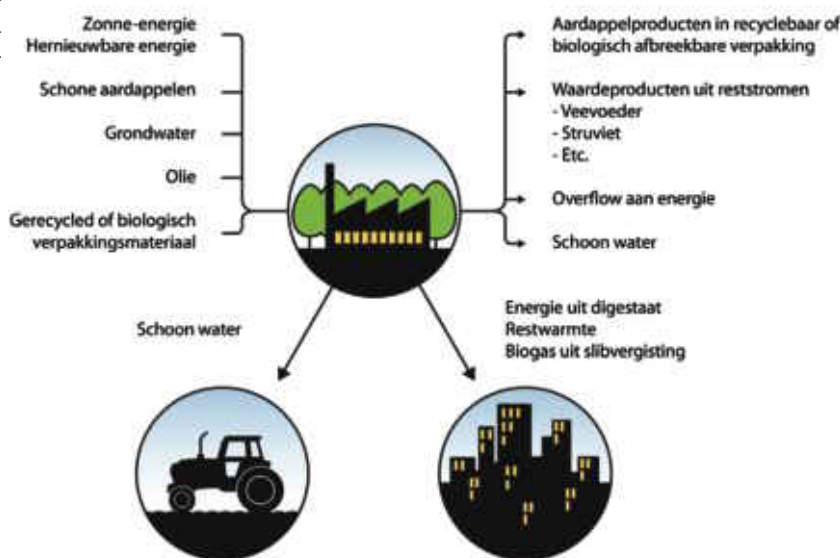 Zonne-energie
Hernieuwbare energie
Schone aardappelen
Grondwater
Olie
Gerecycled of biologisch
verpakkingsmateriaal
Aardappelproducten in recyclebaar of
biologisch afbreekbare verpakking
Waardeproducten uit reststromen
- Veevoeder
- Struviet
- Etc.
Overflow aan energie
Schoon water
Schoon water
Energie uit digestaat
Restwarmte
Biogas uit slibvergisting